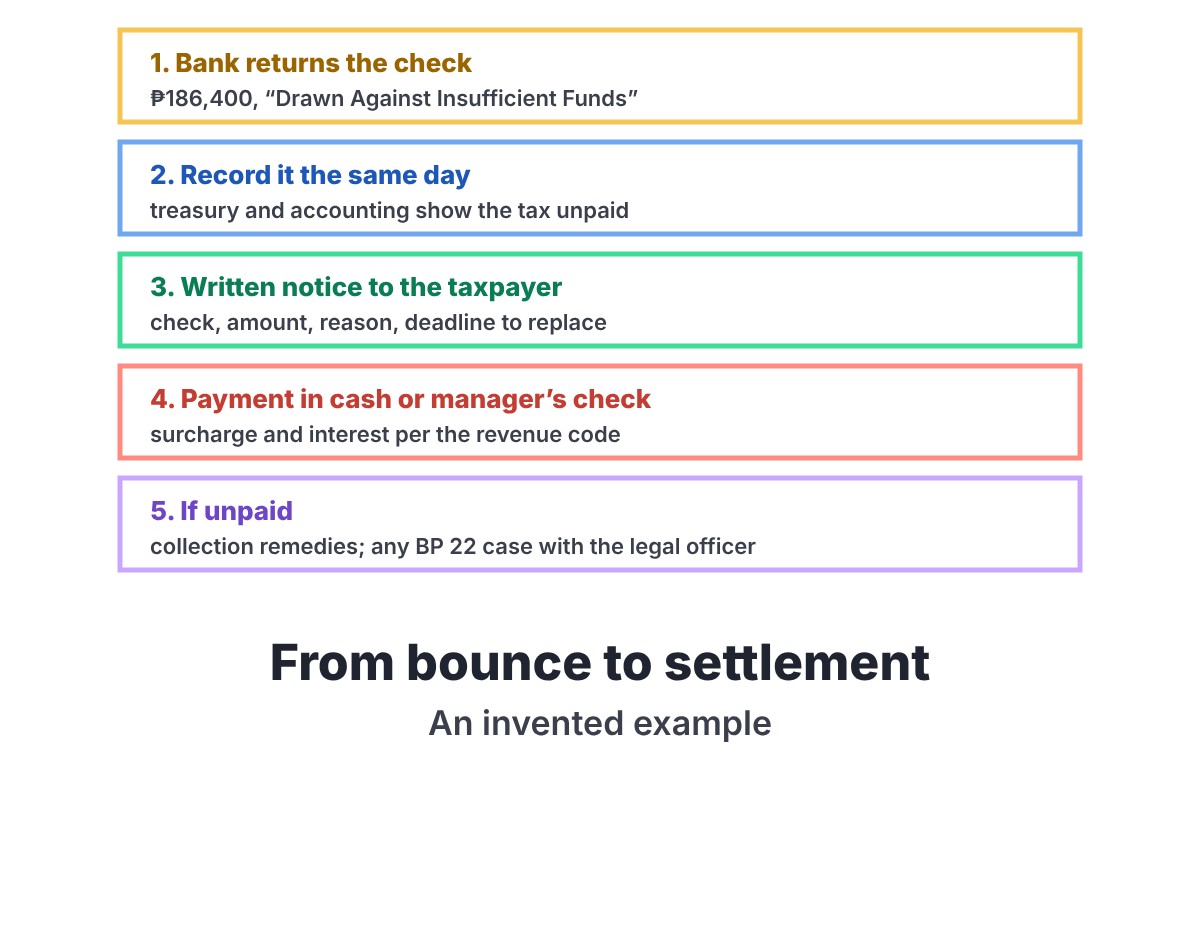 1. Bank returns the check
₱186,400, “Drawn Against Insufficient Funds”
2. Record it the same day
treasury and accounting show the tax unpaid
3. Written notice to the taxpayer
check, amount, reason, deadline to replace
4. Payment in cash or manager’s check
surcharge and interest per the revenue code
5. If unpaid
collection remedies; any BP 22 case with the legal officer
From bounce to settlement
An invented example